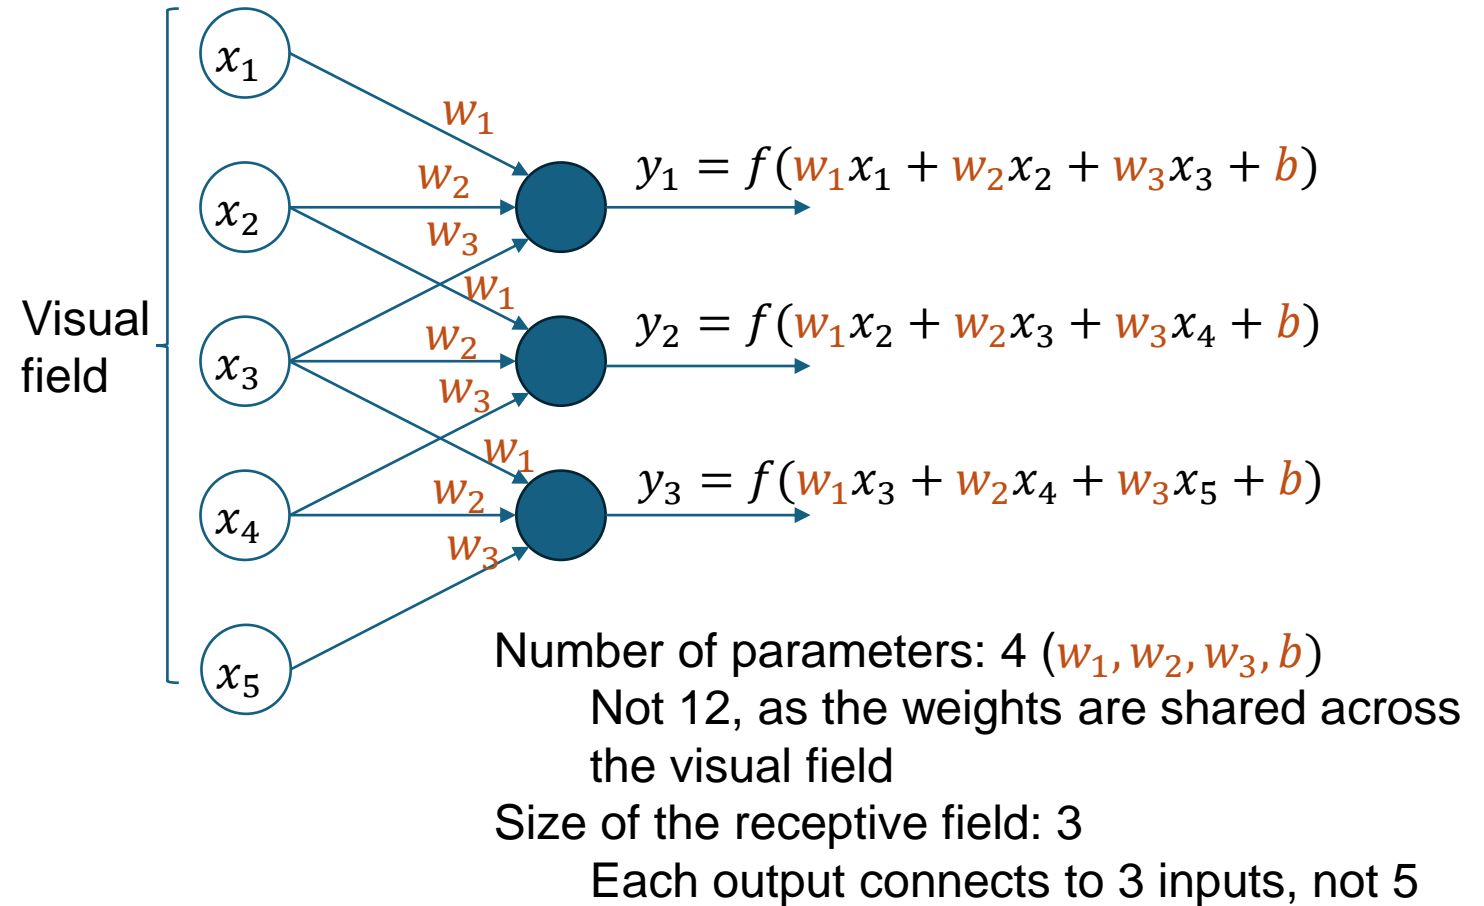 x₁
w₁
y₁ = f(w₁x₁ + w₂x₂ + w₃x₃ + b)
w₂
x₂
w₃
w₁
Visual
field
y₂ = f(w₁x₂ + w₂x₃ + w₃x₄ + b)
w₂
x₃
w₃
w₁
y₃ = f(w₁x₃ + w₂x₄ + w₃x₅ + b)
w₂
x₄
w₃
x₅
Number of parameters: 4 (w₁, w₂, w₃, b)
Not 12, as the weights are shared across
the visual field
Size of the receptive field: 3
Each output connects to 3 inputs, not 5